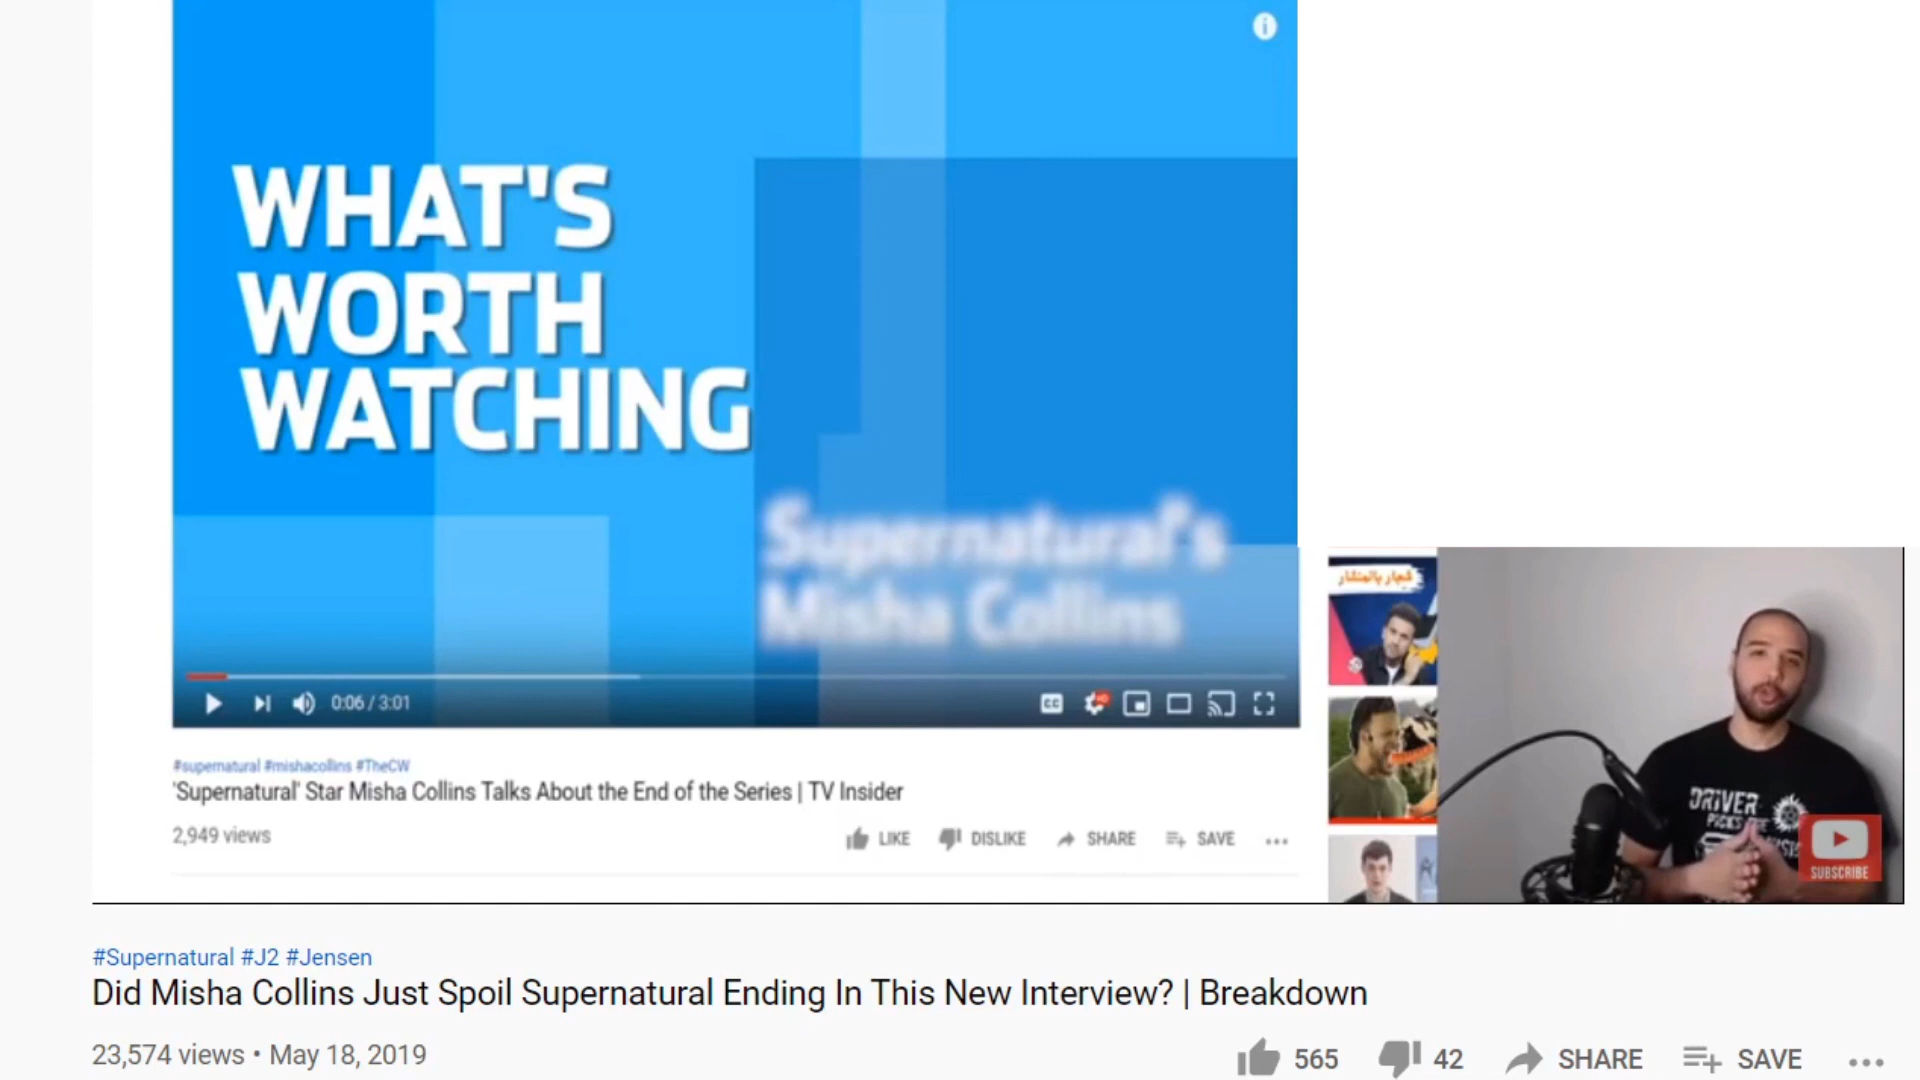 WHAT'S
WORTH
WATCHING
Supernatural's
Misha Collins
0:06 / 3:01
CC
#supernatural #mishacollins #TheCW
'Supernatural' Star Misha Collins Talks About the End of the Series | TV Insider
2,949 views
LIKE DISLIKE SHARE SAVE
DRIVER
PICKS THE
SUBSCRIBE
#Supernatural #J2 #Jensen
Did Misha Collins Just Spoil Supernatural Ending In This New Interview? | Breakdown
23,574 views • May 18, 2019
565 42 SHARE SAVE